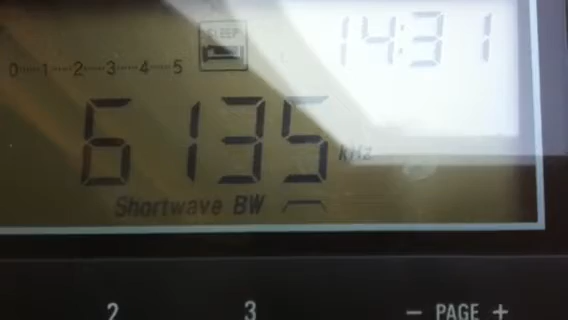 SLEEP
14:31
0 1 2 3 4 5
6135 kHz
Shortwave BW
2 3 — PAGE +